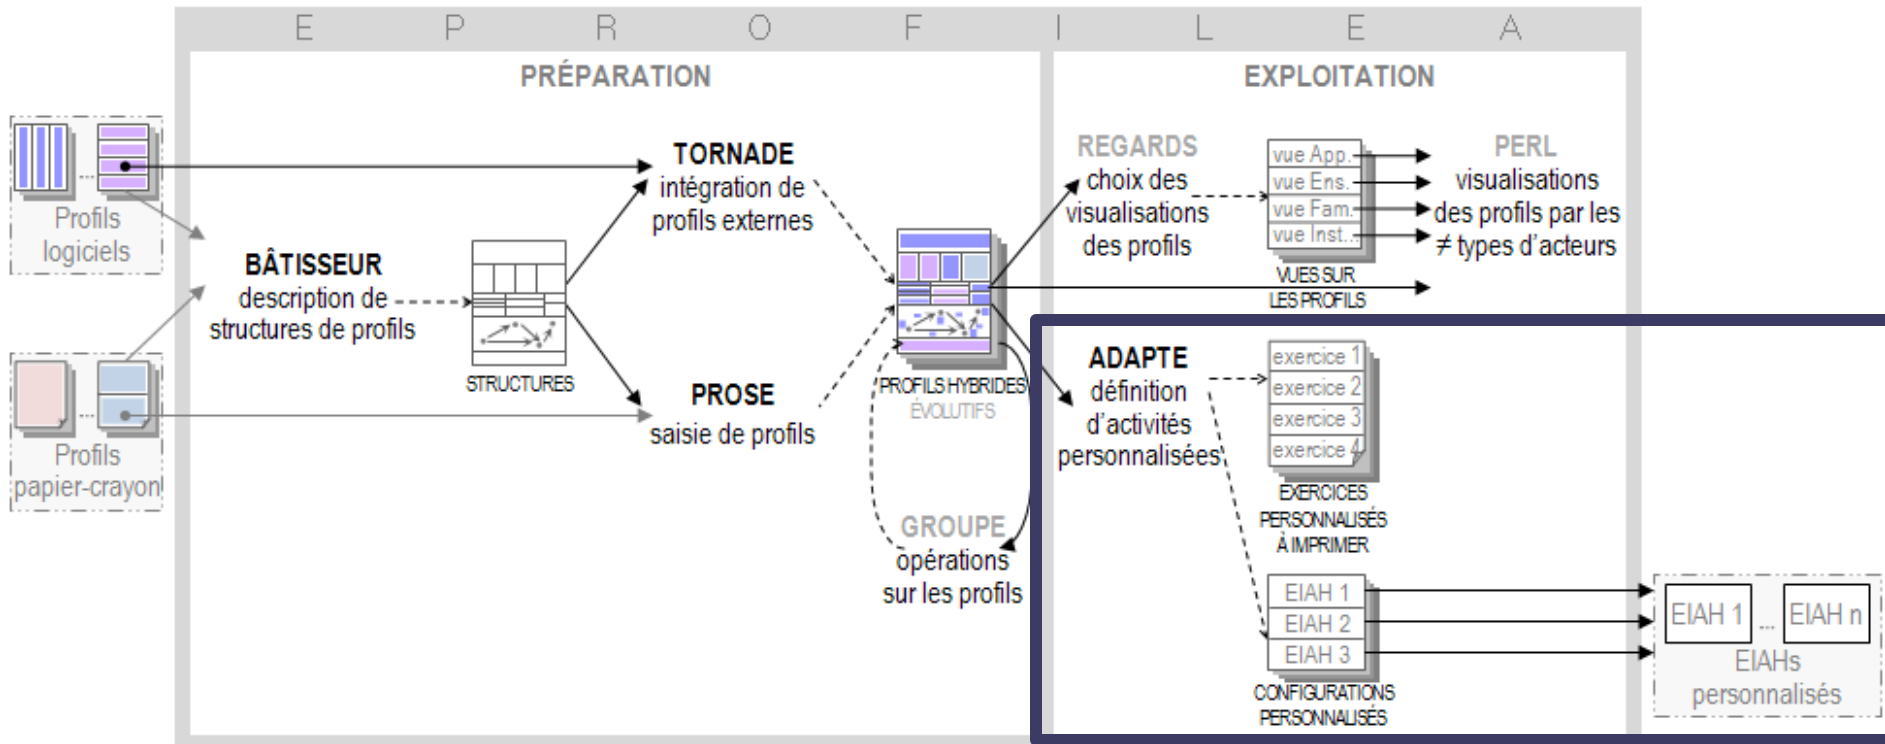 E P R O F I L E A
PRÉPARATION
EXPLOITATION
Profils
logiciels
Profils
papier-crayon
BÂTISSEUR
description de
structures de profils
STRUCTURES
TORNADE
intégration de
profils externes
PROSE
saisie de profils
PROFILS HYBRIDES
ÉVOLUTIFS
GROUPE
opérations
sur les profils
REGARDS
choix des
visualisations
des profils
vue App.
vue Ens.
vue Fam.
vue Inst...
VUES SUR
LES PROFILS
PERL
visualisations
des profils par les
≠ types d'acteurs
ADAPTE
définition
d'activités
personnalisées
exercice 1
exercice 2
exercice 3
exercice 4
EXERCICES
PERSONNALISÉS
À IMPRIMER
EIAH 1
EIAH 2
EIAH 3
CONFIGURATIONS
PERSONNALISÉS
EIAH 1 ... EIAH n
EIAHs
personnalisés